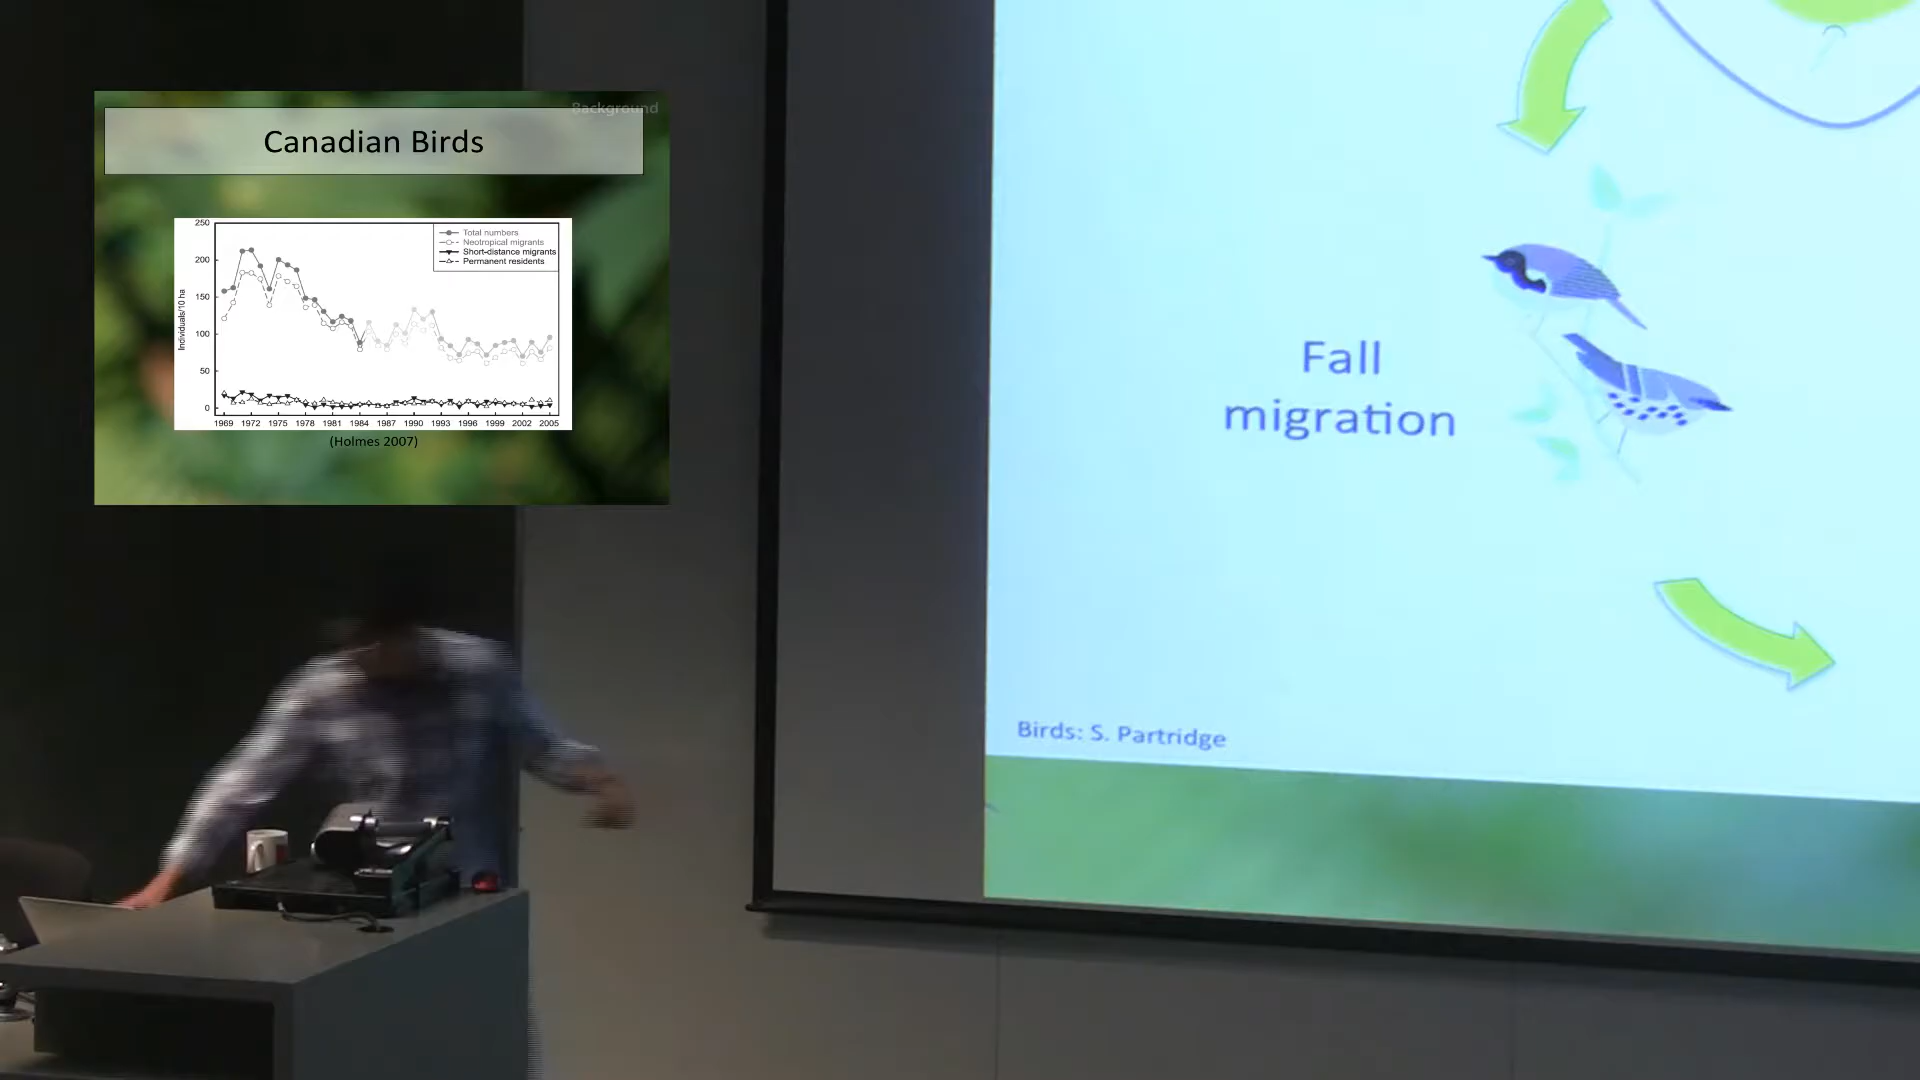 Background
Canadian Birds
250
200
150
100
50
0
Individuals/10 ha
Total numbers
Neotropical migrants
Short-distance migrants
Permanent residents
1969 1972 1975 1978 1981 1984 1987 1990 1993 1996 1999 2002 2005
(Holmes 2007)
Fall
migration
Birds: S. Partridge